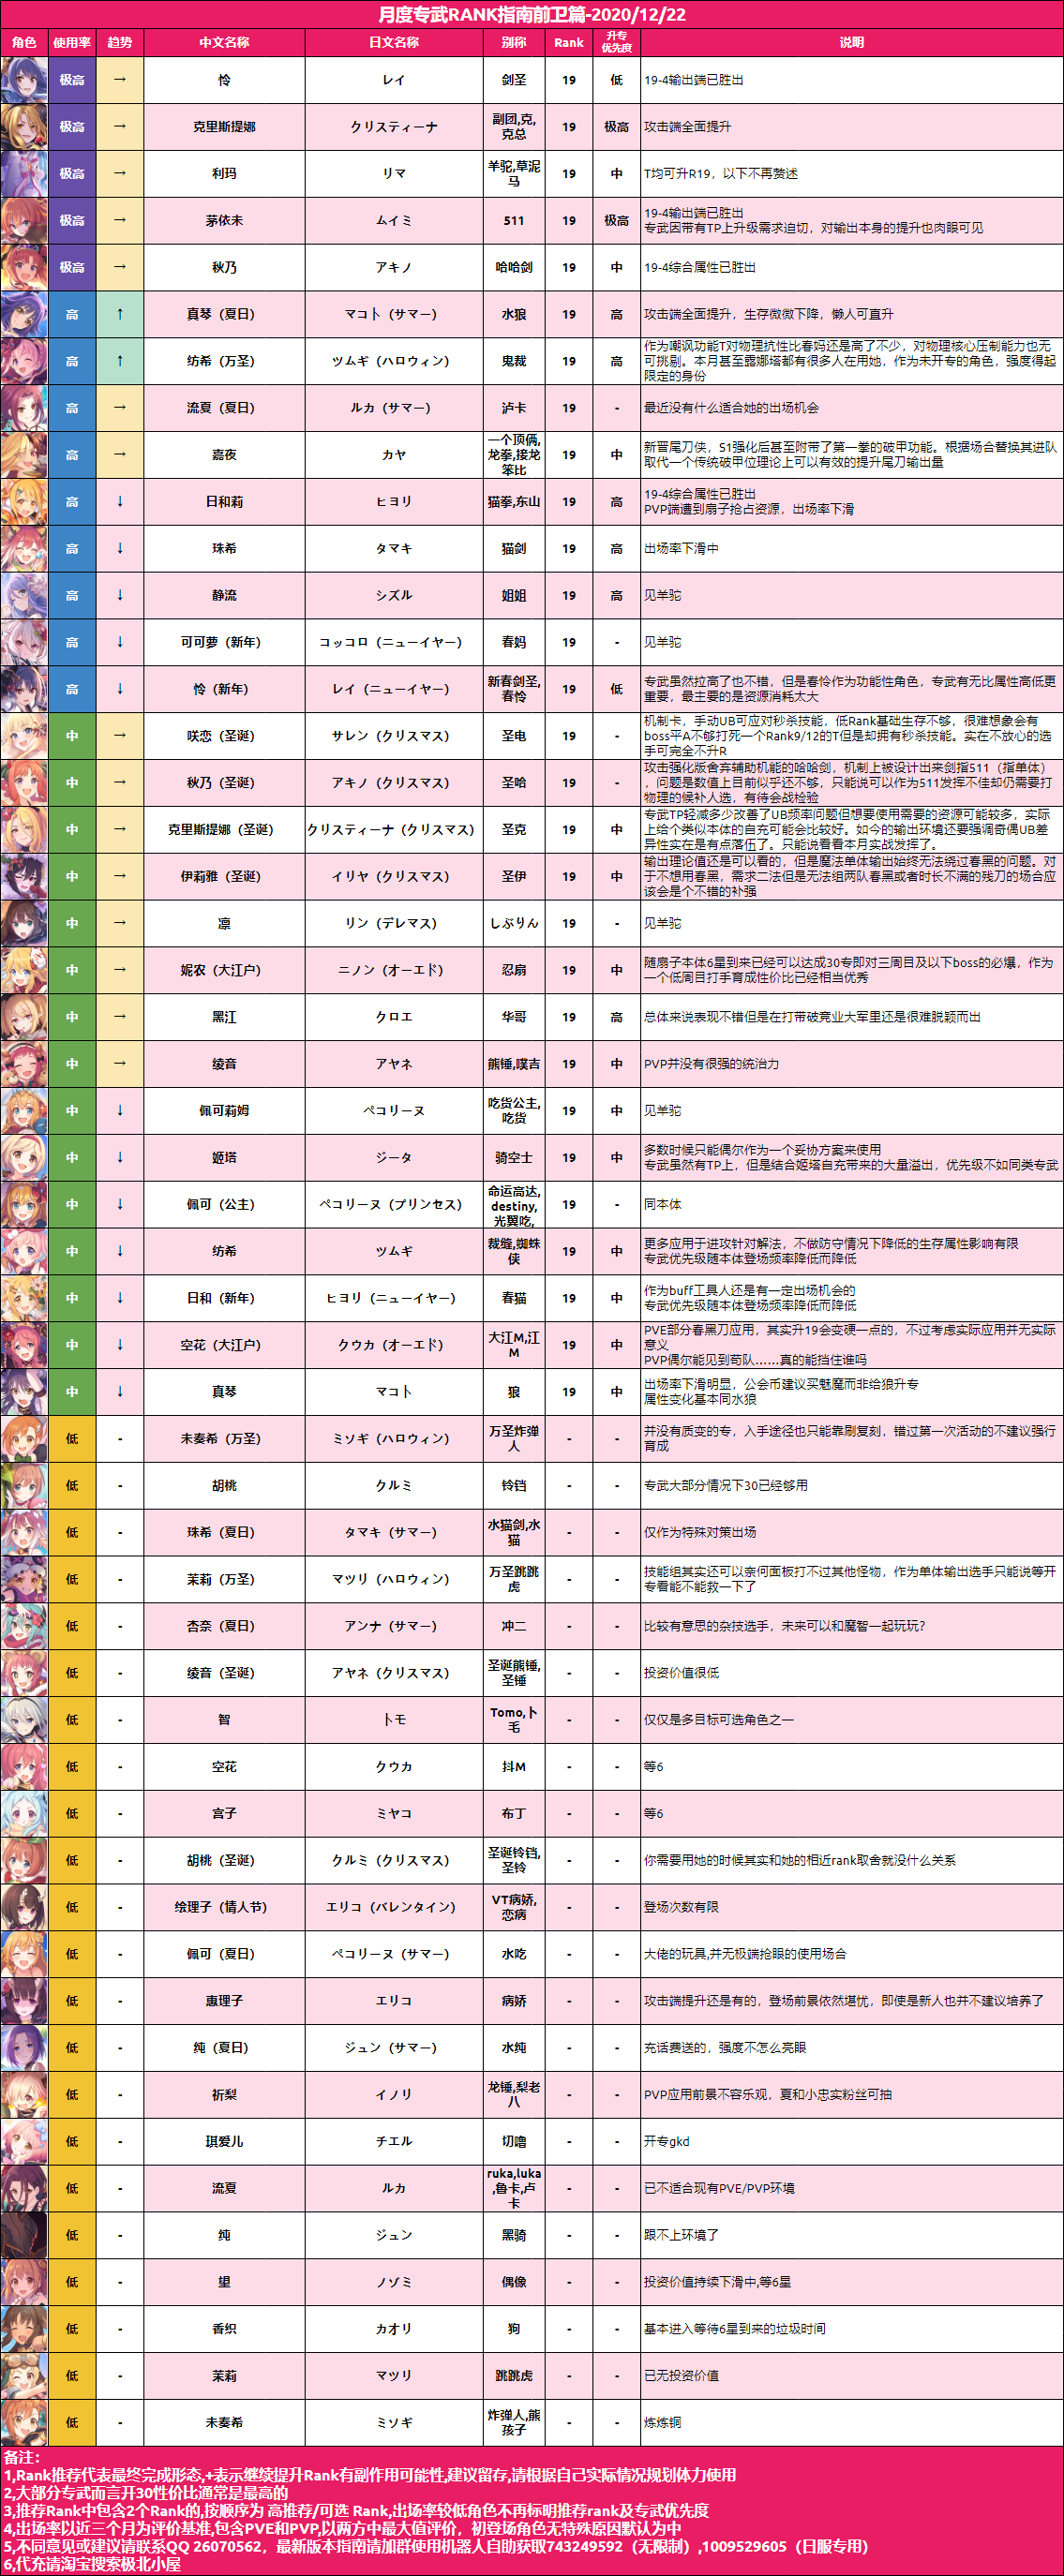 月度专武RANK指南前卫篇-2020/12/22
角色 使用率 趋势 中文名称 日文名称 别称 Rank 升专优先度 说明
极高 → 怜 レイ 剑圣 19 低 19-4输出端已胜出
极高 → 克里斯提娜 クリスティーナ 副团,克,克总 19 极高 攻击端全面提升
极高 → 利玛 リマ 羊驼,草泥马 19 中 T均可升R19，以下不再赘述
极高 → 茅依未 ムイミ 511 19 极高 19-4输出端已胜出
专武因带有TP上升级需求迫切，对输出本身的提升也肉眼可见
极高 → 秋乃 アキノ 哈哈剑 19 中 19-4综合属性已胜出
高 ↑ 真琴（夏日） マコト（サマー） 水狼 19 高 攻击端全面提升，生存微微下降，懒人可直升
高 ↑ 纺希（万圣） ツムギ（ハロウィン） 鬼裁 19 高 作为嘲讽功能T对物理抗性比春妈还是高了不少，对物理核心压制能力也无
可挑剔。本月甚至露娜塔都有很多人在用她，作为未开专的角色，强度得起
限定的身份
高 → 流夏（夏日） ルカ（サマー） 泸卡 19 - 最近没有什么适合她的出场机会
高 → 嘉夜 カヤ 一个顶俩,龙拳,接龙笨比 19 中 新晋尾刀侠，S1强化后甚至附带了第一拳的破甲功能。根据场合替换其进队
取代一个传统破甲位理论上可以有效的提升尾刀输出量
高 ↓ 日和莉 ヒヨリ 猫拳,东山 19 高 19-4综合属性已胜出
PVP端遭到扇子抢占资源，出场率下滑
高 ↓ 珠希 タマキ 猫剑 19 高 出场率下滑中
高 ↓ 静流 シズル 姐姐 19 高 见羊驼
高 ↓ 可可萝（新年） コッコロ（ニューイヤー） 春妈 19 - 见羊驼
高 ↓ 怜（新年） レイ（ニューイヤー） 新春剑圣,春怜 19 低 专武虽然拉高了也不错，但是春怜作为功能性角色，专武有无比属性高低更
重要，最主要的是资源消耗太大
中 → 咲恋（圣诞） サレン（クリスマス） 圣电 19 - 机制卡，手动UB可应对秒杀技能，低Rank基础生存不够，很难想象会有
boss平A不够打死一个Rank9/12的T但是却拥有秒杀技能。实在不放心的选
手可完全不升R
中 → 秋乃（圣诞） アキノ（クリスマス） 圣哈 19 - 攻击强化版舍弃辅助机能的哈哈剑，机制上被设计出来剑指511（指单体）
，问题是数值上目前似乎还不够，只能说可以作为511发挥不佳却仍需要打
物理的候补人选，有待会战检验
中 → 克里斯提娜（圣诞） クリスティーナ（クリスマス） 圣克 19 中 专武TP轻减多少改善了UB频率问题但想要使用需要的资源可能较多，实际
上给个类似本体的自充可能会比较好。如今的输出环境还要强调奇偶UB差
异性实在是有点落伍了。只能说看看本月实战发挥了。
中 → 伊莉雅（圣诞） イリヤ（クリスマス） 圣伊 19 中 输出理论值还是可以看的，但是魔法单体输出始终无法绕过春黑的问题。对
于不想用春黑，需求二法但是无法组两队春黑或者时长不满的残刀的场合应
该会是个不错的补强
中 → 凛 リン（デレマス） しぶりん 19 - 见羊驼
中 → 妮农（大江户） ニノン（オーエド） 忍扇 19 中 随扇子本体6星到来已经可以达成30专即对三周目及以下boss的必爆，作为
一个低周目打手育成性价比已经相当优秀
中 → 黑江 クロエ 华哥 19 高 总体来说表现不错但是在打带破竞业大军里还是很难脱颖而出
中 → 绫音 アヤネ 熊锤,噗吉 19 中 PVP并没有很强的统治力
中 ↓ 佩可莉姆 ペコリーヌ 吃货公主,吃货 19 中 见羊驼
中 ↓ 姬塔 ジータ 骑空士 19 中 多数时候只能偶尔作为一个妥协方案来使用
专武虽然有TP上，但是结合姬塔自充带来的大量溢出，优先级不如同类专武
中 ↓ 佩可（公主） ペコリーヌ（プリンセス） 命运高达,destiny,光翼吃, 19 - 同本体
中 ↓ 纺希 ツムギ 裁缝,蜘蛛侠 19 中 更多应用于进攻针对解法，不做防守情况下降低的生存属性影响有限
专武优先级随本体登场频率降低而降低
中 ↓ 日和（新年） ヒヨリ（ニューイヤー） 春猫 19 中 作为buff工具人还是有一定出场机会的
专武优先级随本体登场频率降低而降低
中 ↓ 空花（大江户） クウカ（オーエド） 大江M,江M 19 中 PVE部分春黑刀应用，其实升19会变硬一点的，不过考虑实际应用并无实际
意义
PVP偶尔能见到苟队......真的能挡住谁吗
中 ↓ 真琴 マコト 狼 19 中 出场率下滑明显，公会币建议买魅魔而非给狼升专
属性变化基本同水狼
低 - 未奏希（万圣） ミソギ（ハロウィン） 万圣炸弹人 - - 并没有质变的专，入手途径也只能靠刷复刻，错过第一次活动的不建议强行
育成
低 - 胡桃 クルミ 铃铛 - - 专武大部分情况下30已经够用
低 - 珠希（夏日） タマキ（サマー） 水猫剑,水猫 - - 仅作为特殊对策出场
低 - 茉莉（万圣） マツリ（ハロウィン） 万圣跳跳虎 - - 技能组其实还可以奈何面板打不过其他怪物，作为单体输出选手只能说等开
专看能不能救一下了
低 - 杏奈（夏日） アンナ（サマー） 冲二 - - 比较有意思的杂技选手，未来可以和魔智一起玩玩?
低 - 绫音（圣诞） アヤネ（クリスマス） 圣诞熊锤,圣锤 - - 投资价值很低
低 - 智 トモ Tomo,卜毛 - - 仅仅是多目标可选角色之一
低 - 空花 クウカ 抖M - - 等6
低 - 宫子 ミヤコ 布丁 - - 等6
低 - 胡桃（圣诞） クルミ（クリスマス） 圣诞铃铛,圣铃 - - 你需要用她的时候其实和她的相近rank取舍就没什么关系
低 - 绘理子（情人节） エリコ（バレンタイン） VT病娇,恋病 - - 登场次数有限
低 - 佩可（夏日） ペコリーヌ（サマー） 水吃 - - 大佬的玩具,并无极端抢眼的使用场合
低 - 惠理子 エリコ 病娇 - - 攻击端提升还是有的，登场前景依然堪忧，即使是新人也并不建议培养了
低 - 纯（夏日） ジュン（サマー） 水纯 - - 充话费送的，强度不怎么亮眼
低 - 祈梨 イノリ 龙锤,梨老八 - - PVP应用前景不容乐观，夏和小忠实粉丝可抽
低 - 琪爱儿 チエル 切噜 - - 开专gkd
低 - 流夏 ルカ ruka,luka,鲁卡,卢卡 - - 已不适合现有PVE/PVP环境
低 - 纯 ジュン 黑骑 - - 跟不上环境了
低 - 望 ノゾミ 偶像 - - 投资价值持续下滑中,等6星
低 - 香织 カオリ 狗 - - 基本进入等待6星到来的垃圾时间
低 - 茉莉 マツリ 跳跳虎 - - 已无投资价值
低 - 未奏希 ミソギ 炸弹人,熊孩子 - - 炼炼铜
备注:
1,Rank推荐代表最终完成形态,+表示继续提升Rank有副作用可能性,建议留存,请根据自己实际情况规划体力使用
2,大部分专武而言开30性价比通常是最高的
3,推荐Rank中包含2个Rank的,按顺序为 高推荐/可选 Rank,出场率较低角色不再标明推荐rank及专武优先度
4,出场率以近三个月为评价基准,包含PVE和PVP,以两方中最大值评价，初登场角色无特殊原因默认为中
5,不同意见或建议请联系QQ 26070562，最新版本指南请加群使用机器人自助获取743249592（无限制）,1009529605（日服专用）
6,代充请淘宝搜索极北小屋